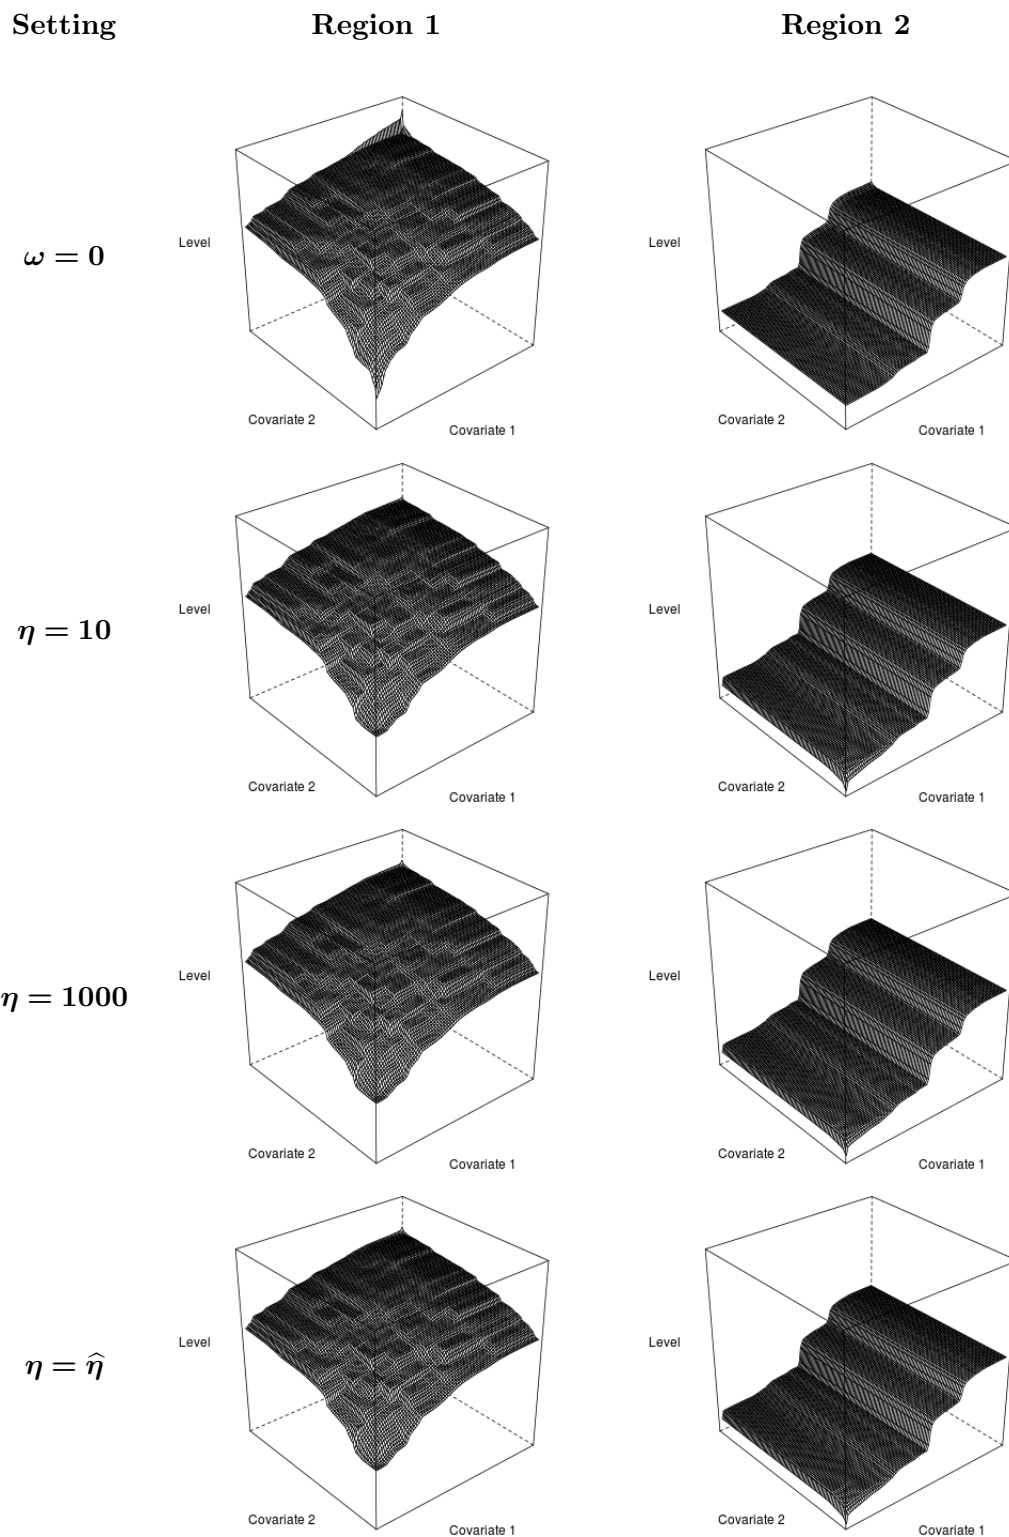 Setting Region 1 Region 2
Level Level
ω = 0
Covariate 2 Covariate 1 Covariate 2 Covariate 1
Level Level
η = 10
Covariate 2 Covariate 1 Covariate 2 Covariate 1
Level Level
η = 1000
Covariate 2 Covariate 1 Covariate 2 Covariate 1
Level Level
η = η̂
Covariate 2 Covariate 1 Covariate 2 Covariate 1